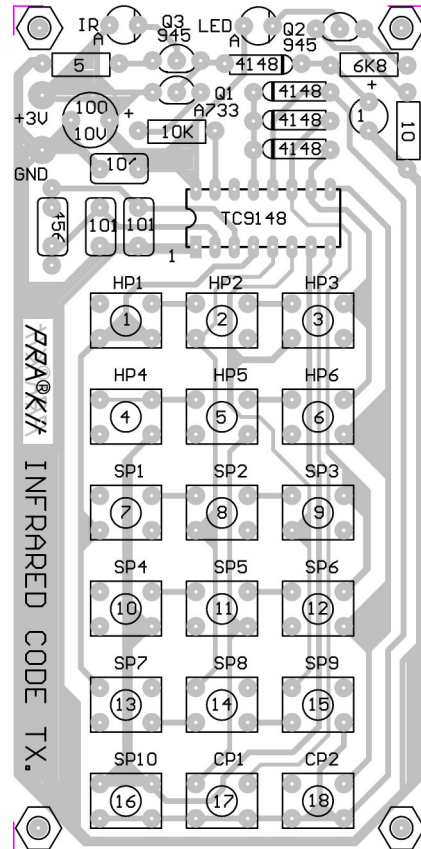 IR Q3 LED Q2
A 945 A 945
5 4148 6K8
100 Q1 4148
+3V 10V + A733 4148 1 + 10
10K 4148
GND
101 101 TC9148
1
HP1 HP2 HP3
1 2 3
HP4 HP5 HP6
4 5 6
SP1 SP2 SP3
7 8 9
SP4 SP5 SP6
10 11 12
SP7 SP8 SP9
13 14 15
SP10 CP1 CP2
16 17 18
PRA®Kit
INFRARED CODE TX.